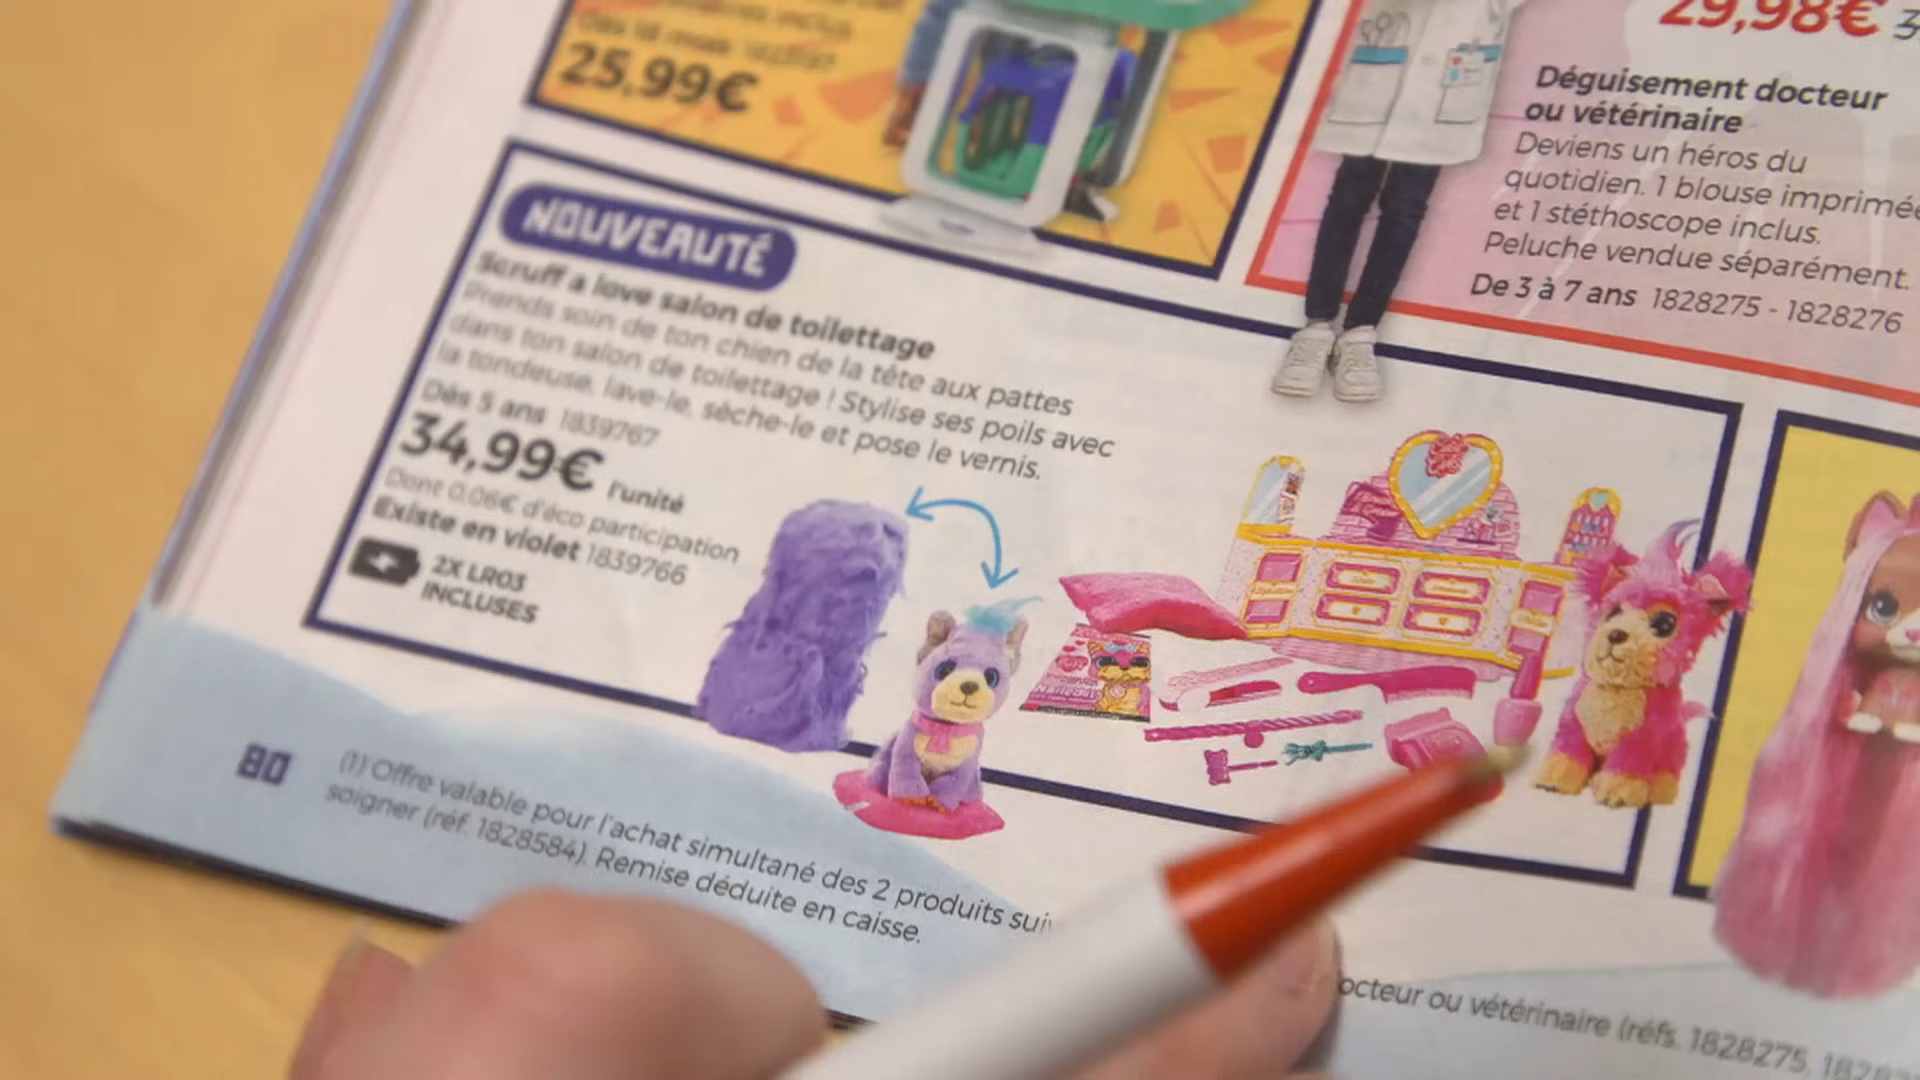 25,99€
29,98€
Déguisement docteur
ou vétérinaire
Deviens un héros du
quotidien. 1 blouse imprimée
et 1 stéthoscope inclus.
Peluche vendue séparément.
De 3 à 7 ans 1828275 - 1828276
NOUVEAUTÉ
Scruff a love salon de toilettage
Prends soin de ton chien de la tête aux pattes
dans ton salon de toilettage ! Stylise ses poils avec
la tondeuse, lave-le, sèche-le et pose le vernis.
Dès 5 ans 1839767
34,99€ l'unité
Dont 0.06€ d'éco participation
Existe en violet 1839766
2X LR03
INCLUSES
80
(1) Offre valable pour l'achat simultané des 2 produits
soigner (réf. 1828584). Remise déduite en caisse.
octeur ou vétérinaire (réfs. 1828275,